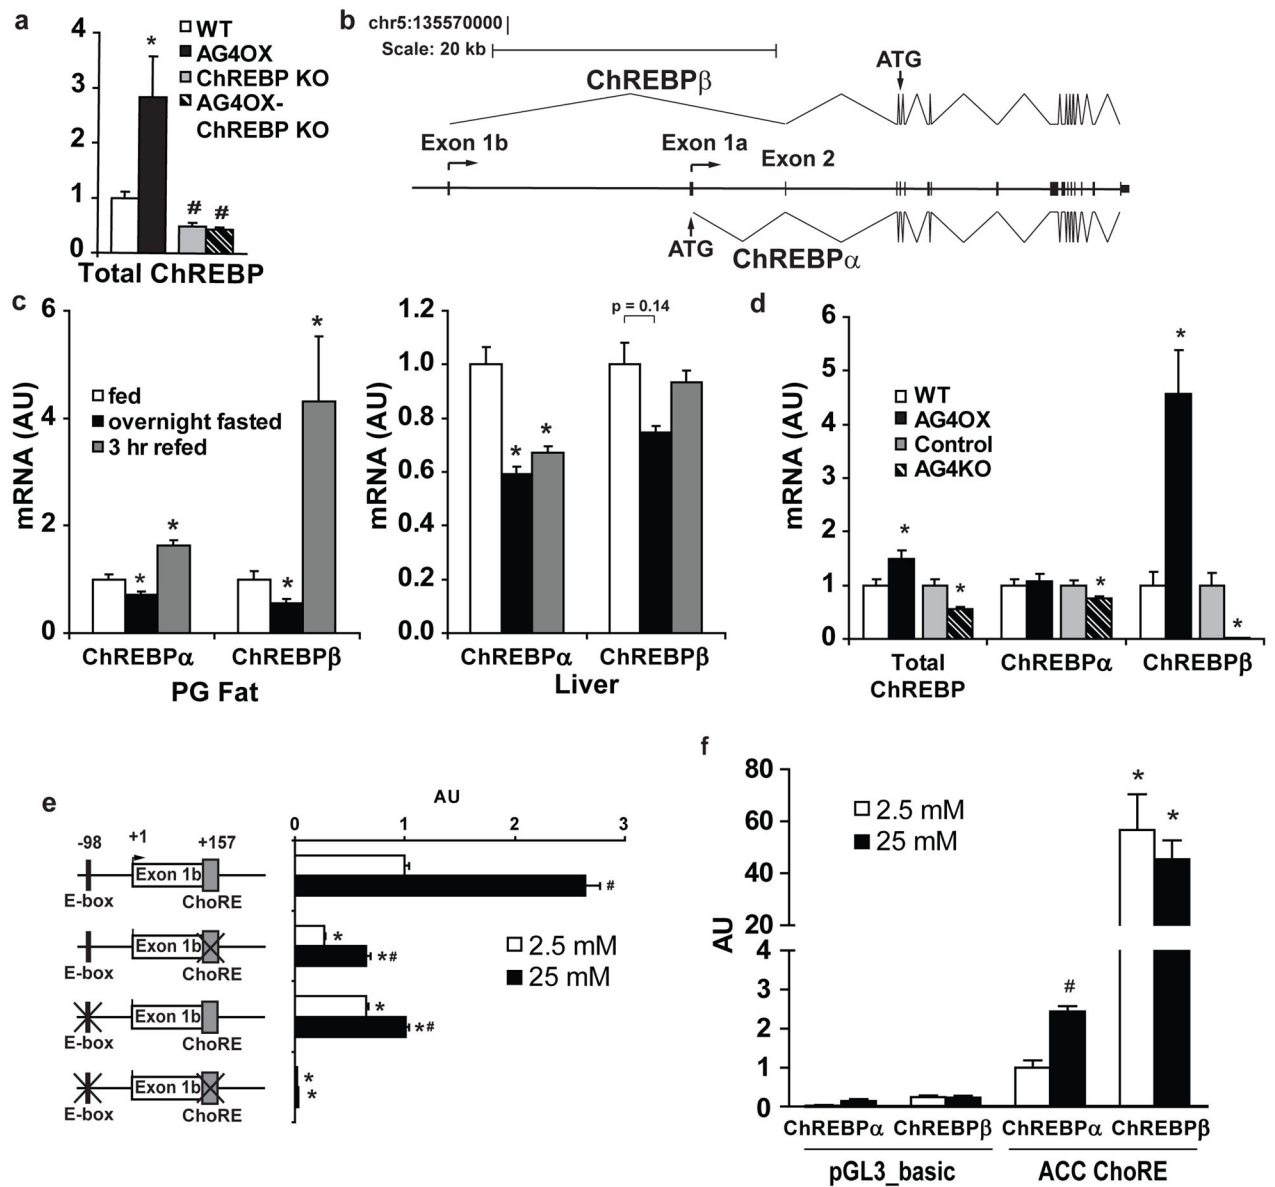 a
4
3
2
1
0
*
# #
WT
AG4OX
ChREBP KO
AG4OX-
ChREBP KO
Total ChREBP
b
chr5:135570000
Scale: 20 kb
ChREBPβ
ATG
Exon 1b
Exon 1a
Exon 2
ATG
ChREBPα
c
mRNA (AU)
6
4
2
0
fed
overnight fasted
3 hr refed
* * * *
ChREBPα ChREBPβ
PG Fat
mRNA (AU)
1.2
1.0
0.8
0.6
0.4
0.2
0.0
p = 0.14
* *
ChREBPα ChREBPβ
Liver
d
mRNA (AU)
6
5
4
3
2
1
0
WT
AG4OX
Control
AG4KO
* * * * *
Total
ChREBP
ChREBPα
ChREBPβ
e
AU
0 1 2 3
-98 +1 +157
Exon 1b
E-box ChoRE
#
Exon 1b
E-box ChoRE
*
*#
Exon 1b
E-box ChoRE
*
*#
Exon 1b
E-box ChoRE
*
*
2.5 mM
25 mM
f
AU
80
60
40
20
4
3
2
1
0
2.5 mM
25 mM
# * *
ChREBPα ChREBPβ ChREBPα ChREBPβ
pGL3_basic ACC ChoRE